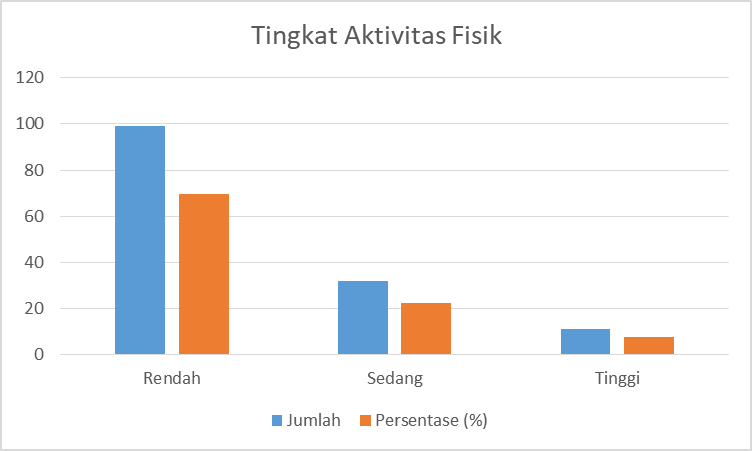 Tingkat Aktivitas Fisik
120
100
80
60
40
20
0
Rendah Sedang Tinggi
Jumlah Persentase (%)